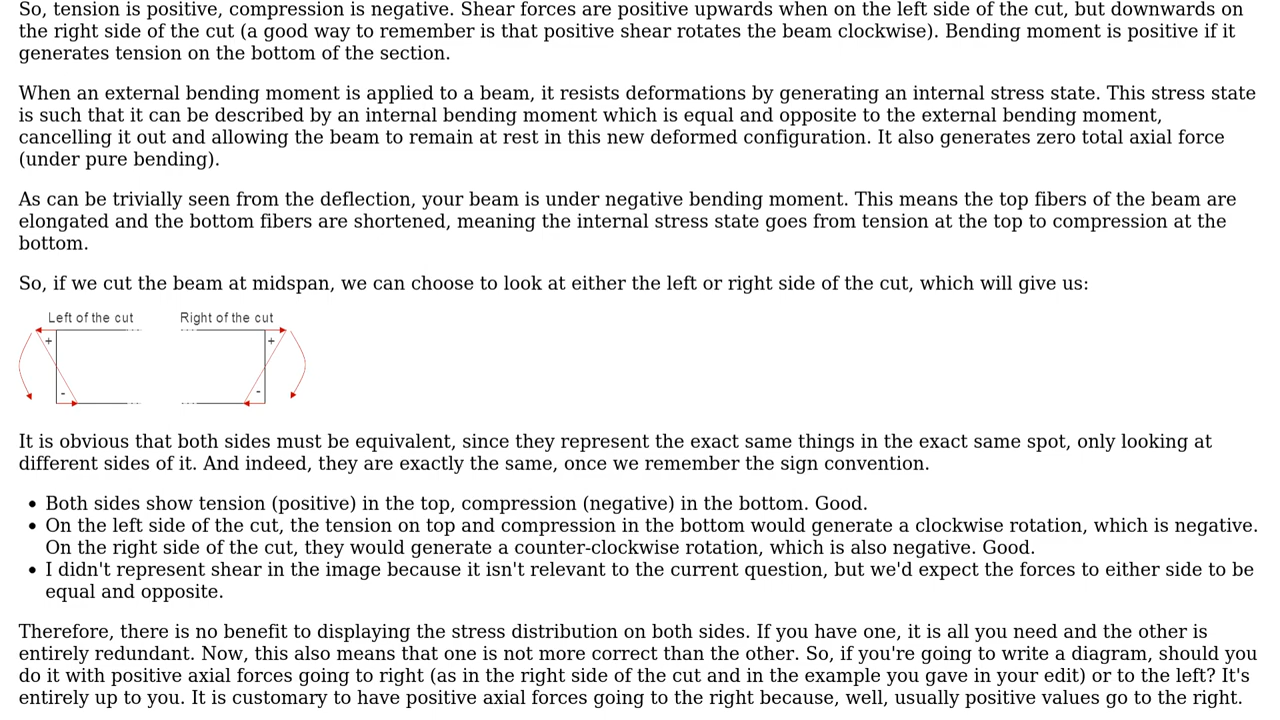 So, tension is positive, compression is negative. Shear forces are positive upwards when on the left side of the cut, but downwards on
the right side of the cut (a good way to remember is that positive shear rotates the beam clockwise). Bending moment is positive if it
generates tension on the bottom of the section.
When an external bending moment is applied to a beam, it resists deformations by generating an internal stress state. This stress state
is such that it can be described by an internal bending moment which is equal and opposite to the external bending moment,
cancelling it out and allowing the beam to remain at rest in this new deformed configuration. It also generates zero total axial force
(under pure bending).
As can be trivially seen from the deflection, your beam is under negative bending moment. This means the top fibers of the beam are
elongated and the bottom fibers are shortened, meaning the internal stress state goes from tension at the top to compression at the
bottom.
So, if we cut the beam at midspan, we can choose to look at either the left or right side of the cut, which will give us:
Left of the cut Right of the cut
+ +
- -
It is obvious that both sides must be equivalent, since they represent the exact same things in the exact same spot, only looking at
different sides of it. And indeed, they are exactly the same, once we remember the sign convention.
• Both sides show tension (positive) in the top, compression (negative) in the bottom. Good.
• On the left side of the cut, the tension on top and compression in the bottom would generate a clockwise rotation, which is negative.
On the right side of the cut, they would generate a counter-clockwise rotation, which is also negative. Good.
• I didn't represent shear in the image because it isn't relevant to the current question, but we'd expect the forces to either side to be
equal and opposite.
Therefore, there is no benefit to displaying the stress distribution on both sides. If you have one, it is all you need and the other is
entirely redundant. Now, this also means that one is not more correct than the other. So, if you're going to write a diagram, should you
do it with positive axial forces going to right (as in the right side of the cut and in the example you gave in your edit) or to the left? It's
entirely up to you. It is customary to have positive axial forces going to the right because, well, usually positive values go to the right.